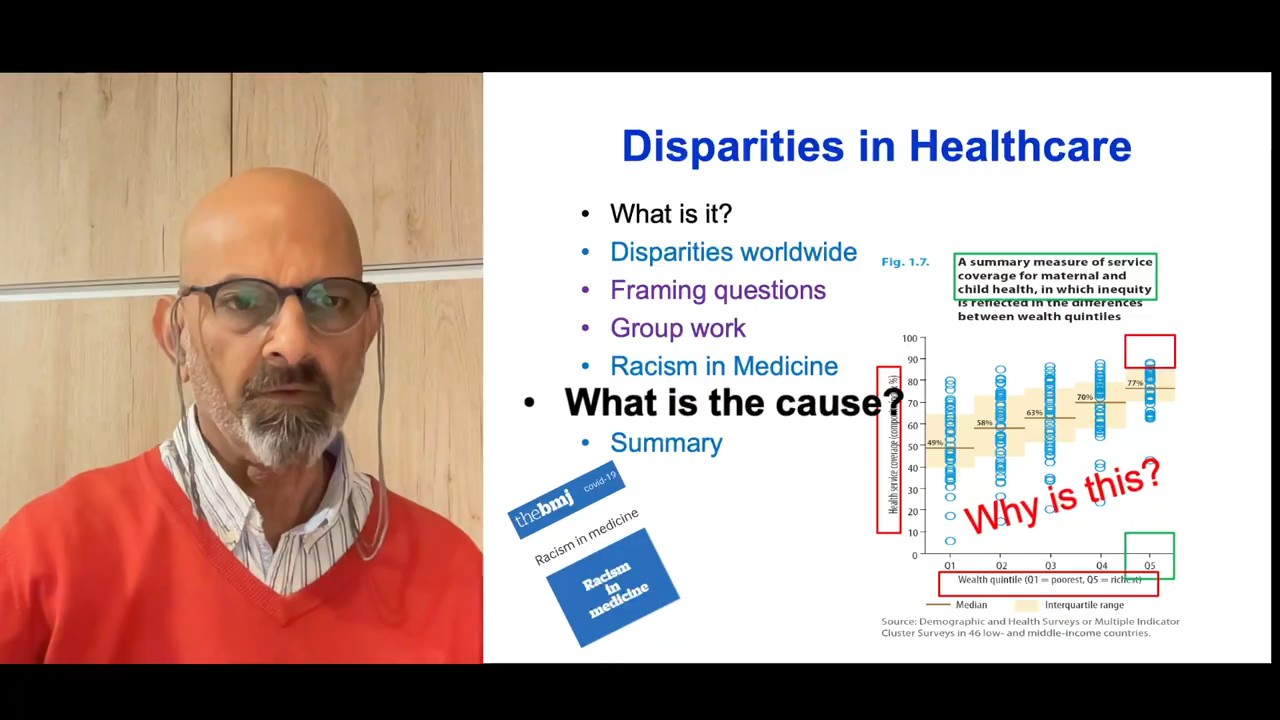 Disparities in Healthcare
• What is it?
• Disparities worldwide
• Framing questions
• Group work
• Racism in Medicine
• What is the cause?
• Summary
thebmj covid-19
Racism in medicine
Racism
in
medicine
Fig. 1.7. A summary measure of service
coverage for maternal and
child health, in which inequity
is reflected in the differences
between wealth quintiles
Health service coverage
100
90
80
70
60
50
40
30
20
10
0
49%
58%
63%
70%
77%
Why is this?
Q1 Q2 Q3 Q4 Q5
Wealth quintile (Q1 = poorest, Q5 = richest)
Median Interquartile range
Source: Demographic and Health Surveys or Multiple Indicator
Cluster Surveys in 46 low- and middle-income countries.